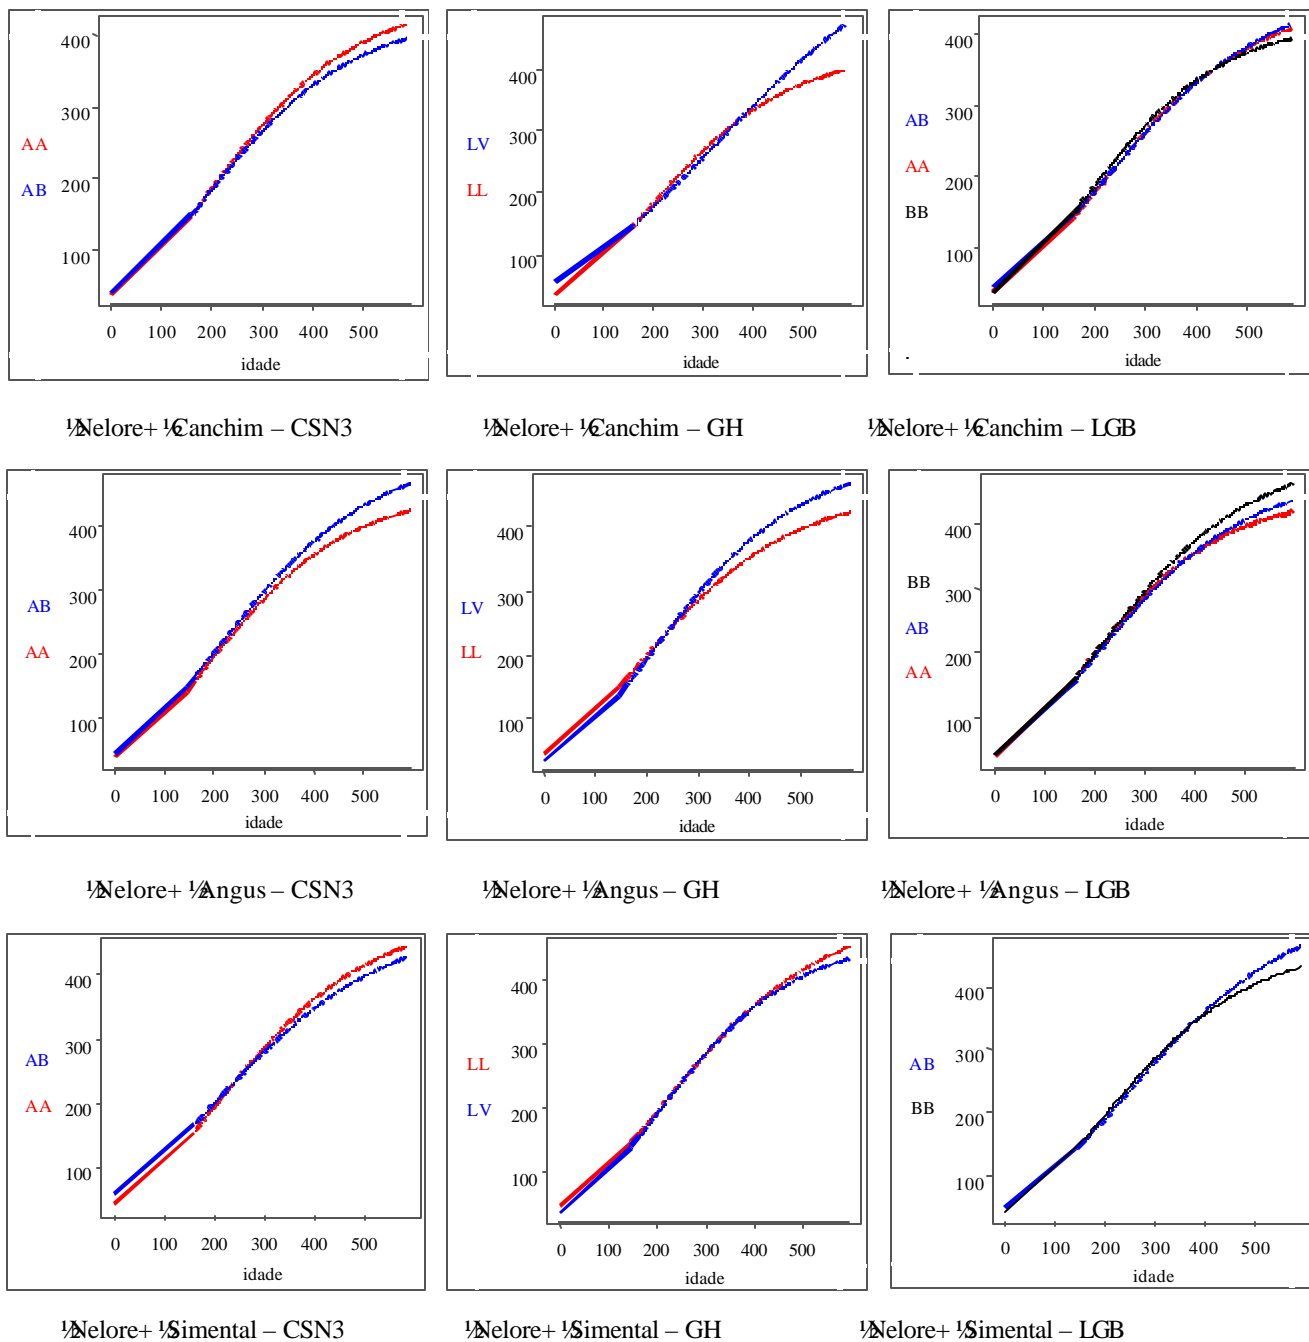 400
300
AA
AB
200
100
0 100 200 300 400 500
idade
400
300
LV
LL
200
100
0 100 200 300 400 500
idade
400
300
AB
AA
200
BB
100
0 100 200 300 400 500
idade
½Nelore+ ½Canchim – CSN3
½Nelore+ ½Canchim – GH
½Nelore+ ½Canchim – LGB
400
300
AB
AA
200
100
0 100 200 300 400 500
idade
400
300
LV
LL
200
100
0 100 200 300 400 500
idade
400
BB
300
AB
200
AA
100
0 100 200 300 400 500
idade
½Nelore+ ½Angus – CSN3
½Nelore+ ½Angus – GH
½Nelore+ ½Angus – LGB
400
300
AB
AA
200
100
0 100 200 300 400 500
idade
400
300
LL
LV
200
100
0 100 200 300 400 500
idade
400
300
AB
BB
200
100
0 100 200 300 400 500
idade
½Nelore+ ½Simental – CSN3
½Nelore+ ½Simental – GH
½Nelore+ ½Simental – LGB